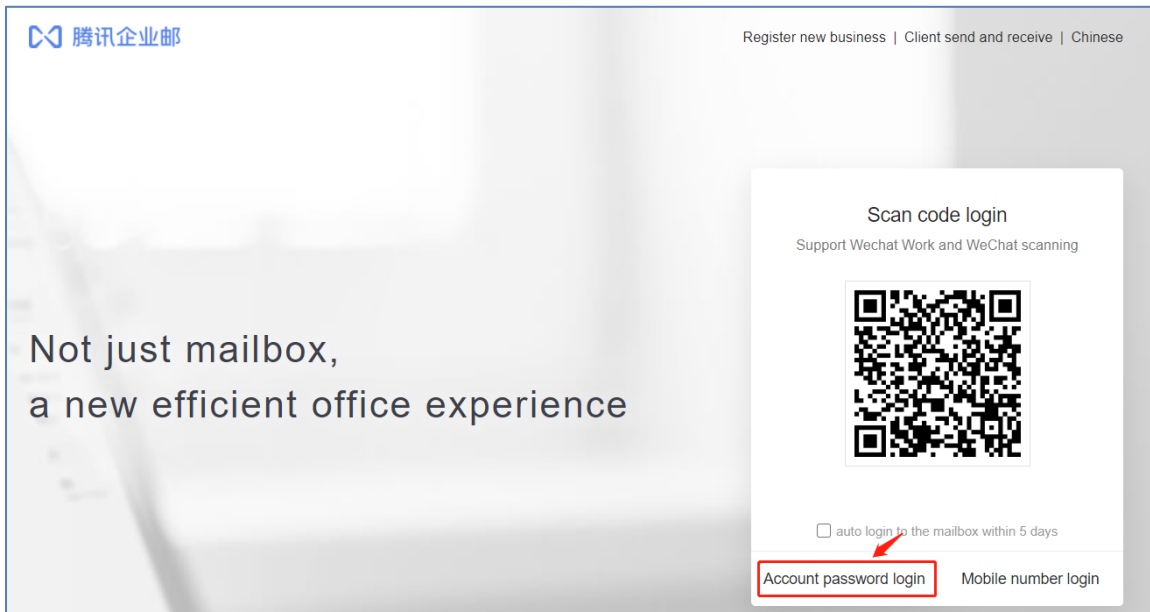 腾讯企业邮
Register new business | Client send and receive | Chinese
Not just mailbox,
a new efficient office experience
Scan code login
Support Wechat Work and WeChat scanning
auto login to the mailbox within 5 days
Account password login
Mobile number login